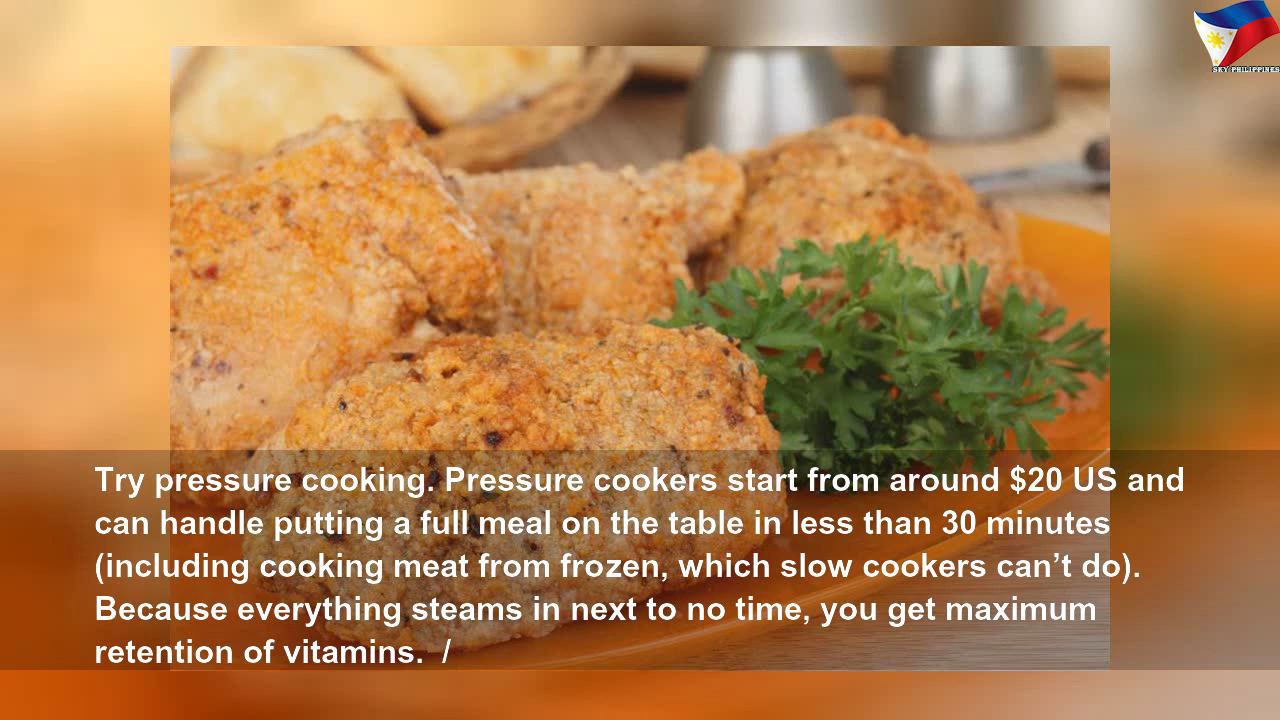 SKY PHILIPPINES
Try pressure cooking. Pressure cookers start from around $20 US and
can handle putting a full meal on the table in less than 30 minutes
(including cooking meat from frozen, which slow cookers can’t do).
Because everything steams in next to no time, you get maximum
retention of vitamins.  /